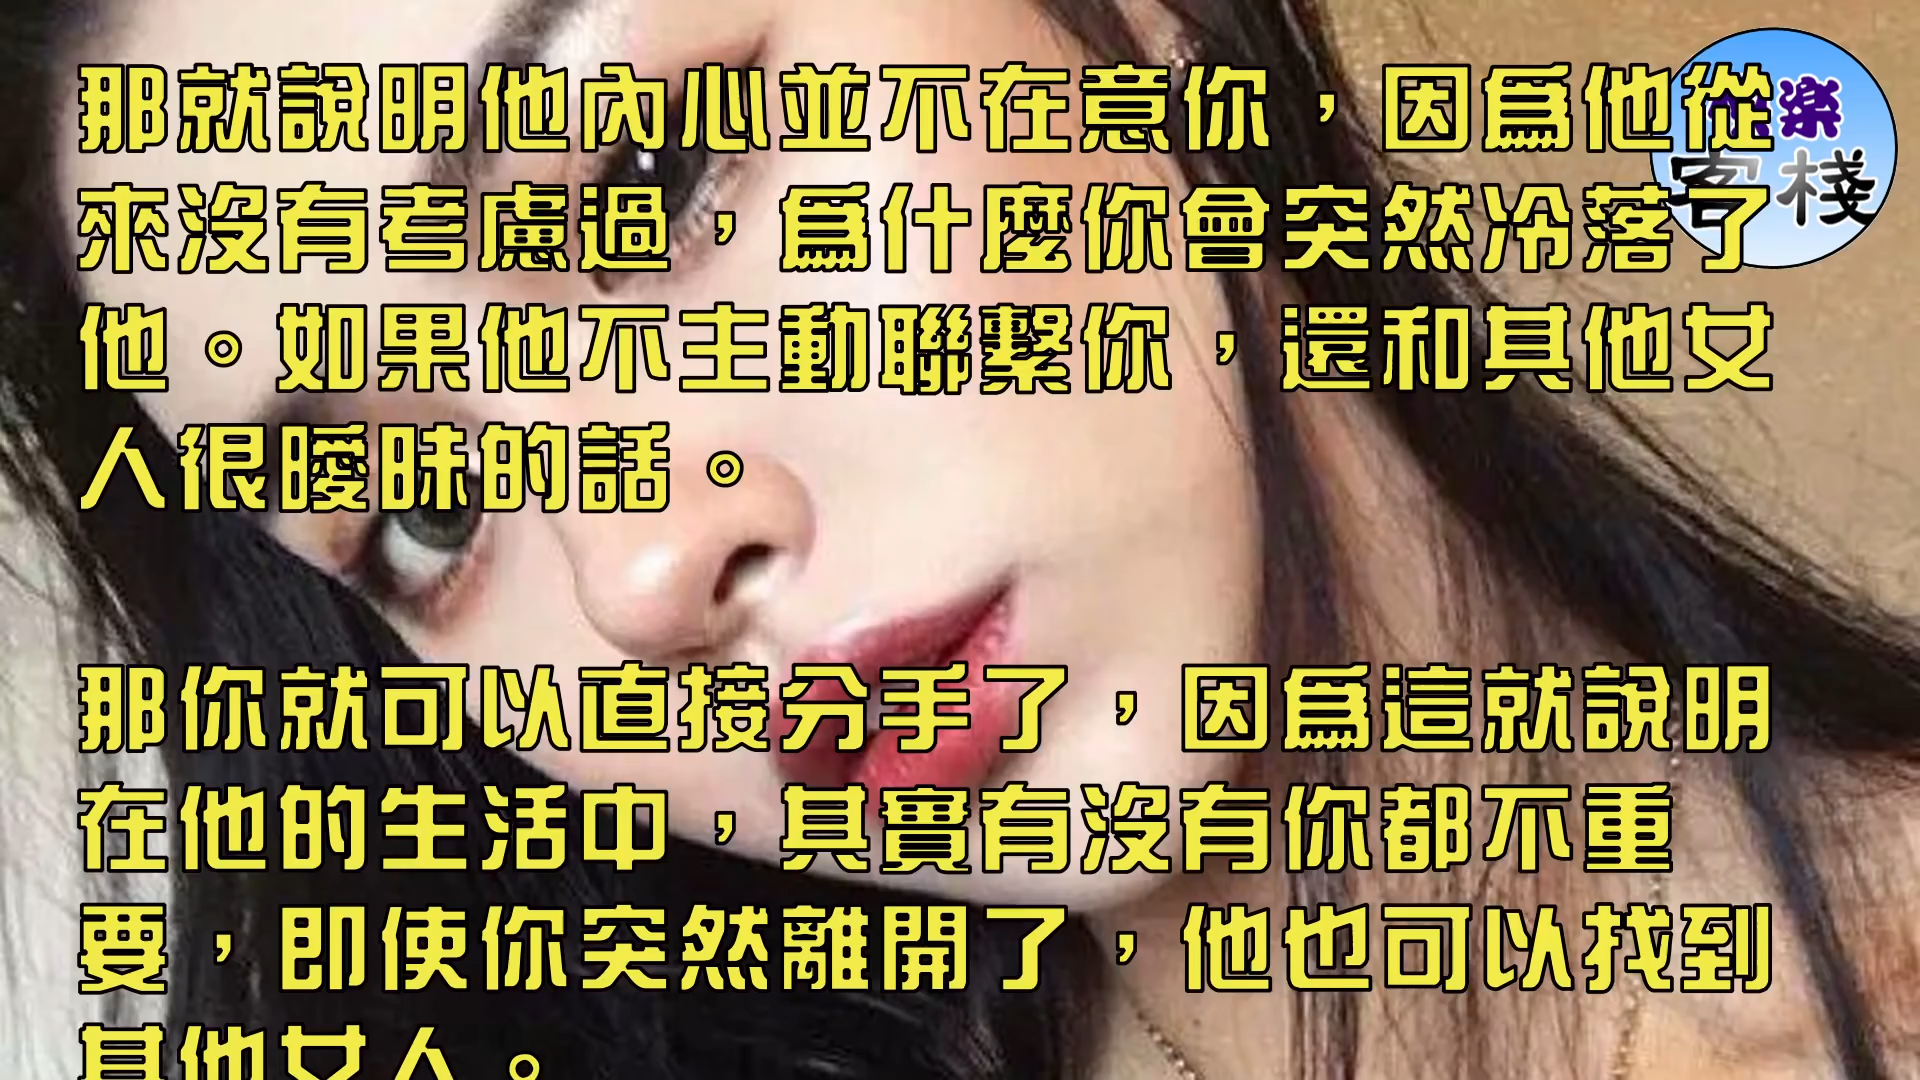 那就說明他內心並不在意你，因爲他從
來沒有考慮過，爲什麼你會突然冷落了
他。如果他不主動聯繫你，還和其他女
人很曖昧的話。
那你就可以直接分手了，因爲這就說明
在他的生活中，其實有沒有你都不重
要，即使你突然離開了，他也可以找到
其他女人。
楽
客棧